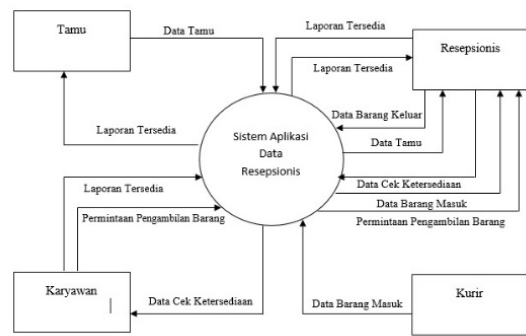 Tamu
Data Tamu
Laporan Tersedia
Resepsionis
Laporan Tersedia
Laporan Tersedia
Data Barang Keluar
Sistem Aplikasi
Data
Resepsionis
Data Tamu
Laporan Tersedia
Data Cek Ketersediaan
Data Barang Masuk
Permintaan Pengambilan Barang
Permintaan Pengambilan Barang
Karyawan
Data Cek Ketersediaan
Data Barang Masuk
Kurir